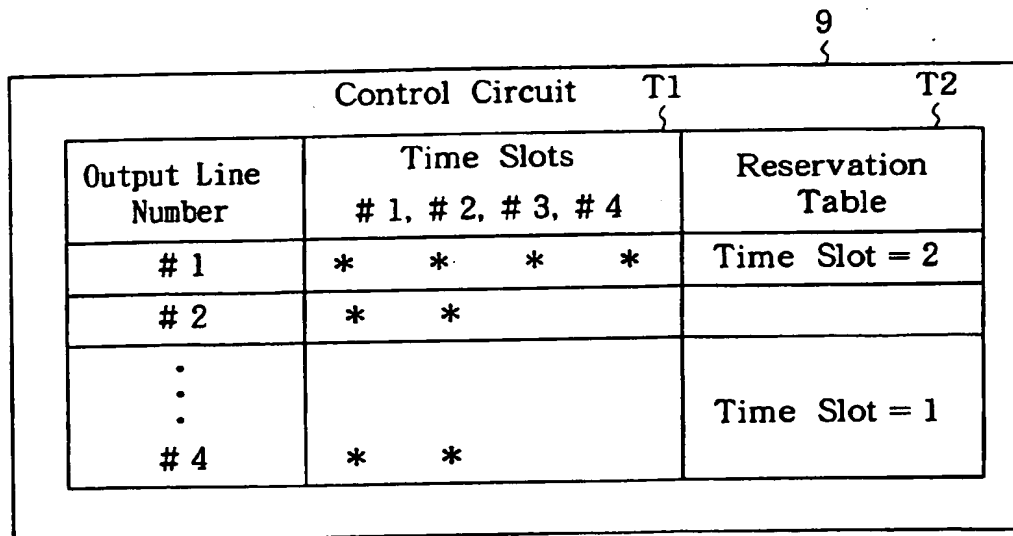 9
Control Circuit T1 T2
Output Line Number
Time Slots
# 1, # 2, # 3, # 4
Reservation Table
# 1 * * * * Time Slot = 2
# 2 * *
Time Slot = 1
# 4 * *